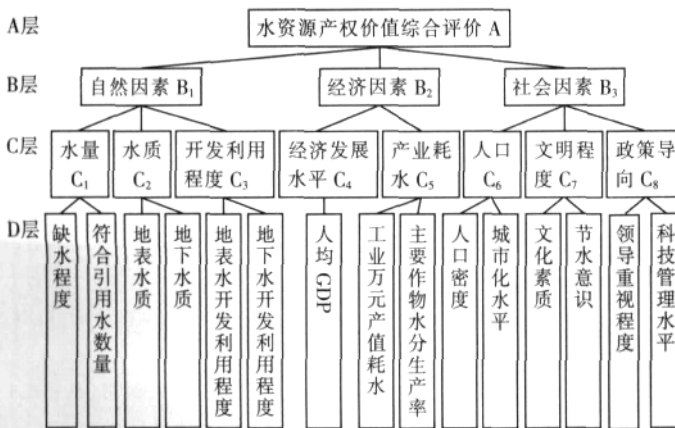 A层
水资源产权价值综合评价 A
B层
自然因素 B₁
经济因素 B₂
社会因素 B₃
C层
水量
C₁
水质
C₂
开发利用
程度 C₃
经济发展
水平 C₄
产业耗
水 C₅
人口
C₆
文明程
度 C₇
政策导
向 C₈
D层
缺水程度
符合引用水数量
地表水质
地下水质
地表水开发利用程度
地下水开发利用程度
人均 GDP
工业万元产值耗水
主要作物水分生产率
人口密度
城市化水平
文化素质
节水意识
领导重视程度
科技管理水平